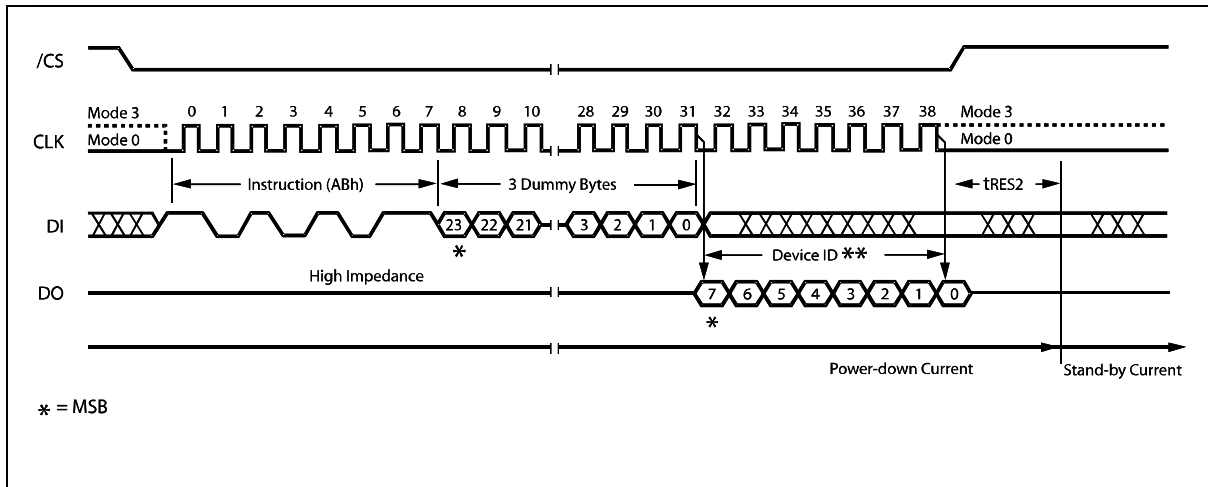 /CS
Mode 3 0 1 2 3 4 5 6 7 8 9 10 28 29 30 31 32 33 34 35 36 37 38 Mode 3
CLK Mode 0 Mode 0
Instruction (ABh) 3 Dummy Bytes tRES2
DI 23 22 21 3 2 1 0
* Device ID **
High Impedance
DO 7 6 5 4 3 2 1 0
*
Power-down Current Stand-by Current
* = MSB